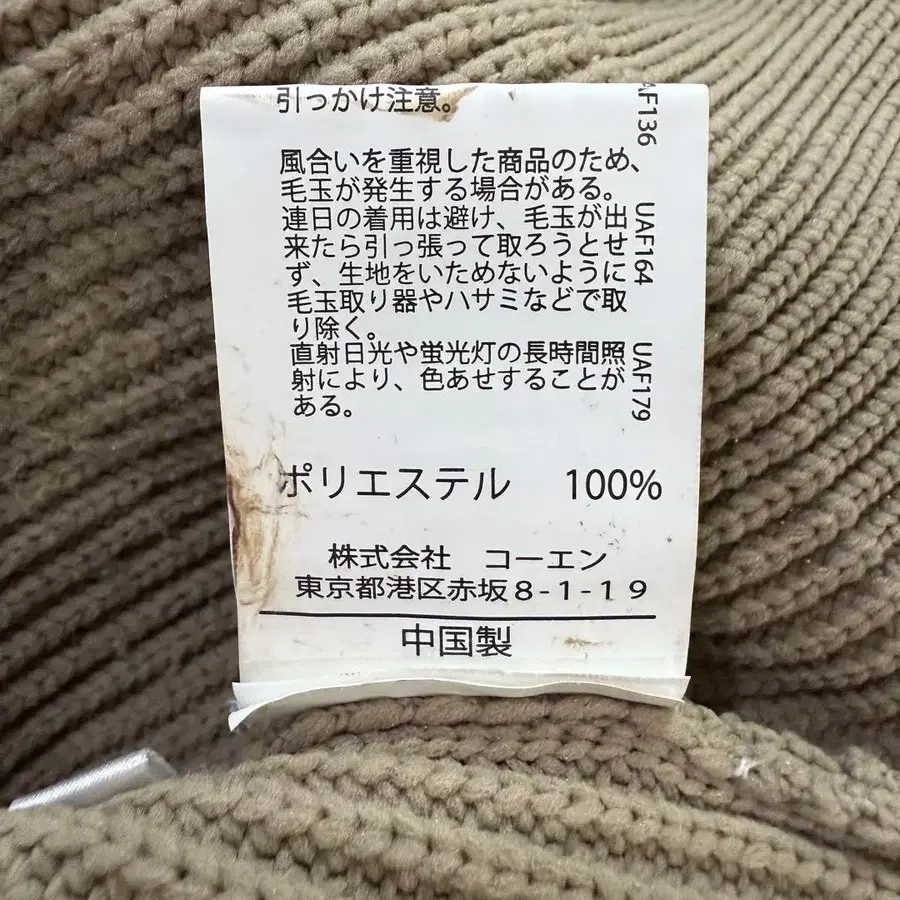 引っかけ注意。
風合いを重視した商品のため、
毛玉が発生する場合がある。
連日の着用は避け、毛玉が出
来たら引っ張って取ろうとせ
ず、生地をいためないように
毛玉取り器やハサミなどで取
り除く。
直射日光や蛍光灯の長時間照
射により、色あせすることが
ある。
ポリエステル 100%
株式会社 コーエン
東京都港区赤坂8-1-19
中国製
AF136
UAF164
UAF179